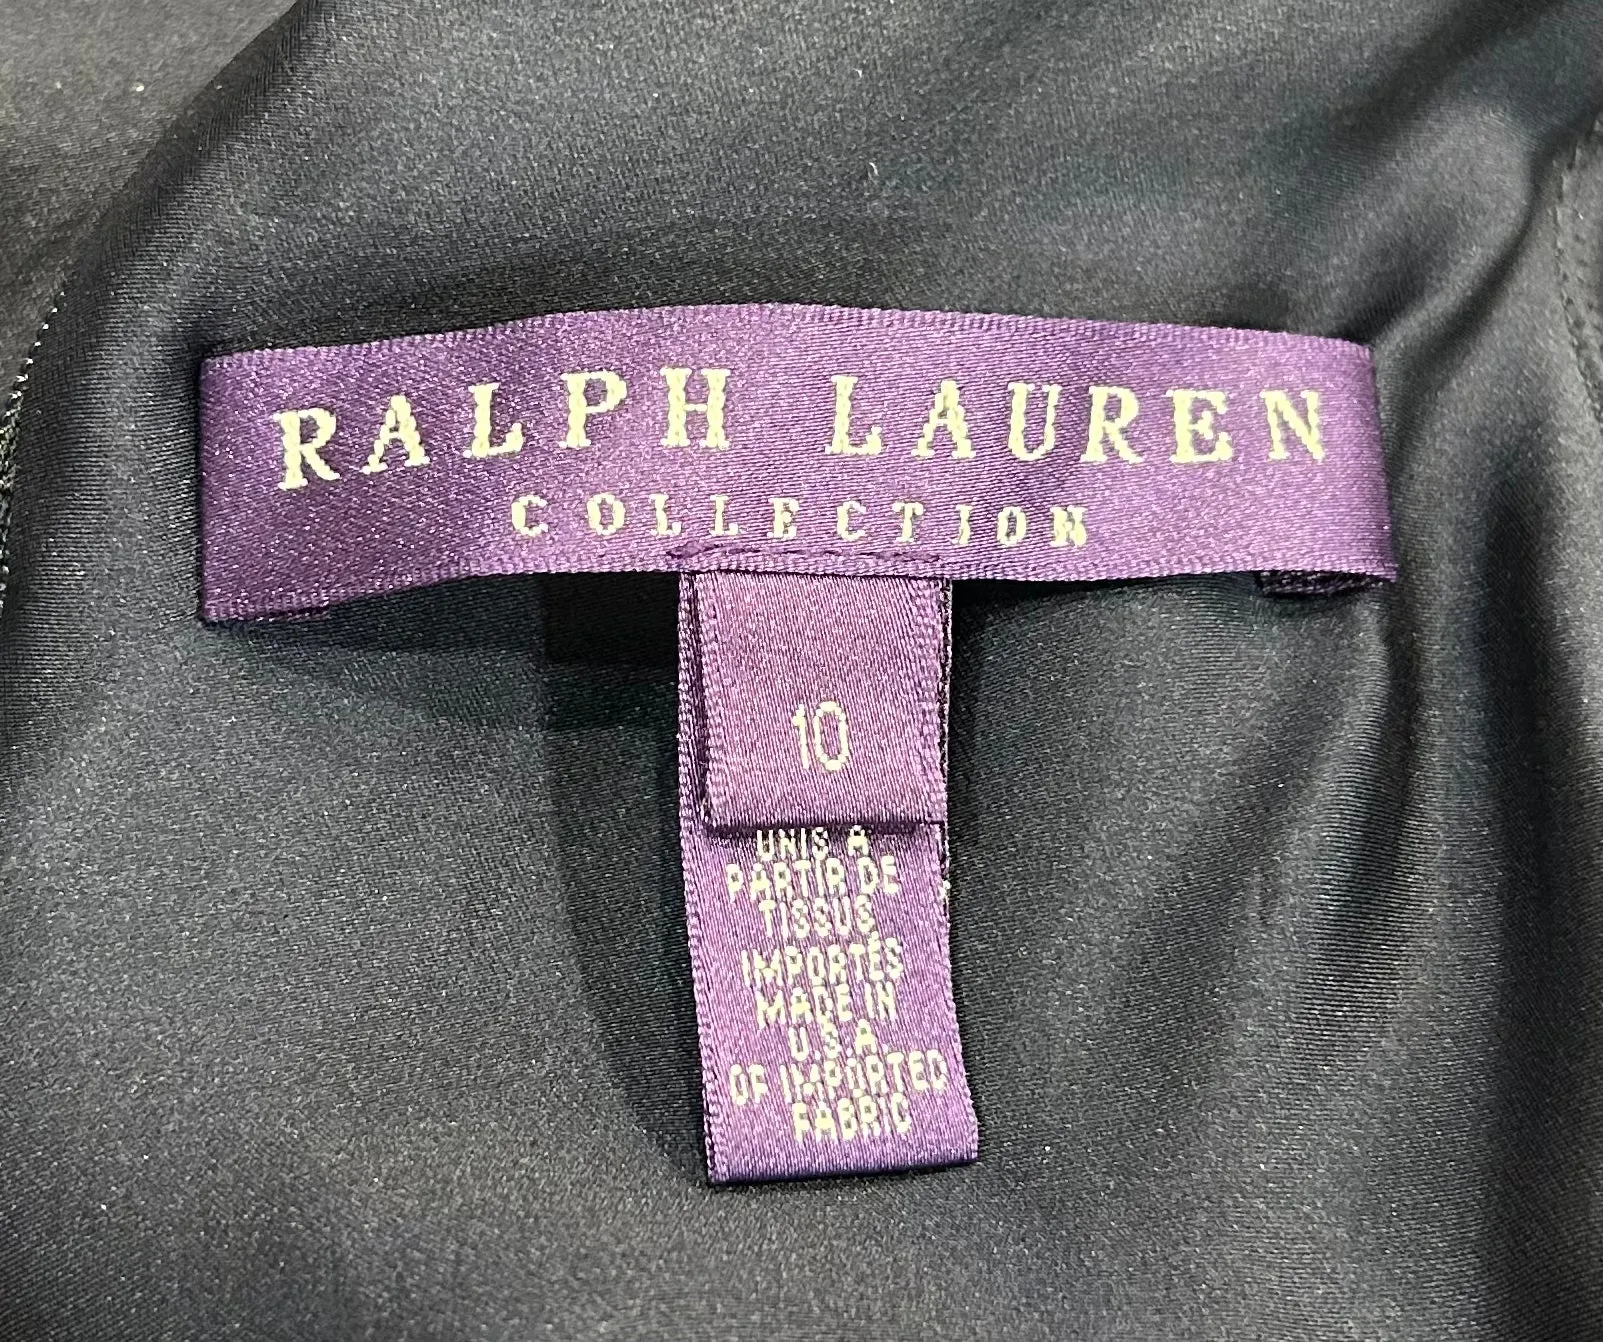 RALPH LAUREN
COLLECTION
10
UNIS A
PARTIR DE
TISSUS
IMPORTÉS
MADE IN
U.S.A.
OF IMPORTED
FABRIC